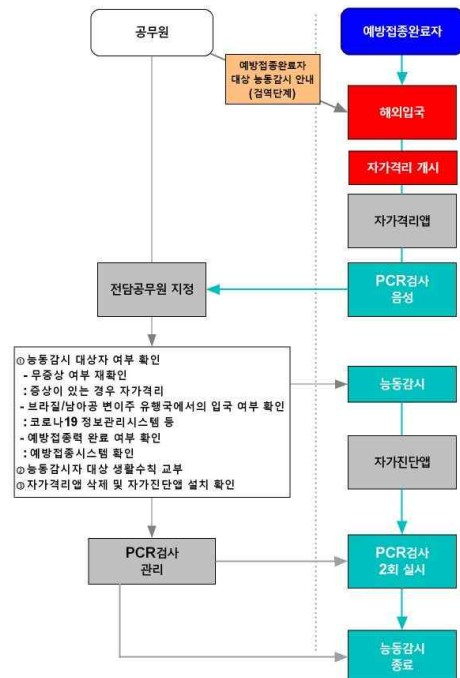 공무원
예방접종완료자
예방접종완료자
대상 능동감시 안내
(검역단계)
해외입국
자가격리 개시
자가격리앱
전담공무원 지정
PCR검사
음성
① 능동감시 대상자 여부 확인
- 무증상 여부 재확인
: 증상이 있는 경우 자가격리
- 브라질/남아공 변이주 유행국에서의 입국 여부 확인
: 코로나19 정보관리시스템 등
- 예방접종력 완료 여부 확인
: 예방접종시스템 확인
② 능동감시자 대상 생활수칙 교부
③ 자가격리앱 삭제 및 자가진단앱 설치 확인
능동감시
자가진단앱
PCR검사
관리
PCR검사
2회 실시
능동감시
종료